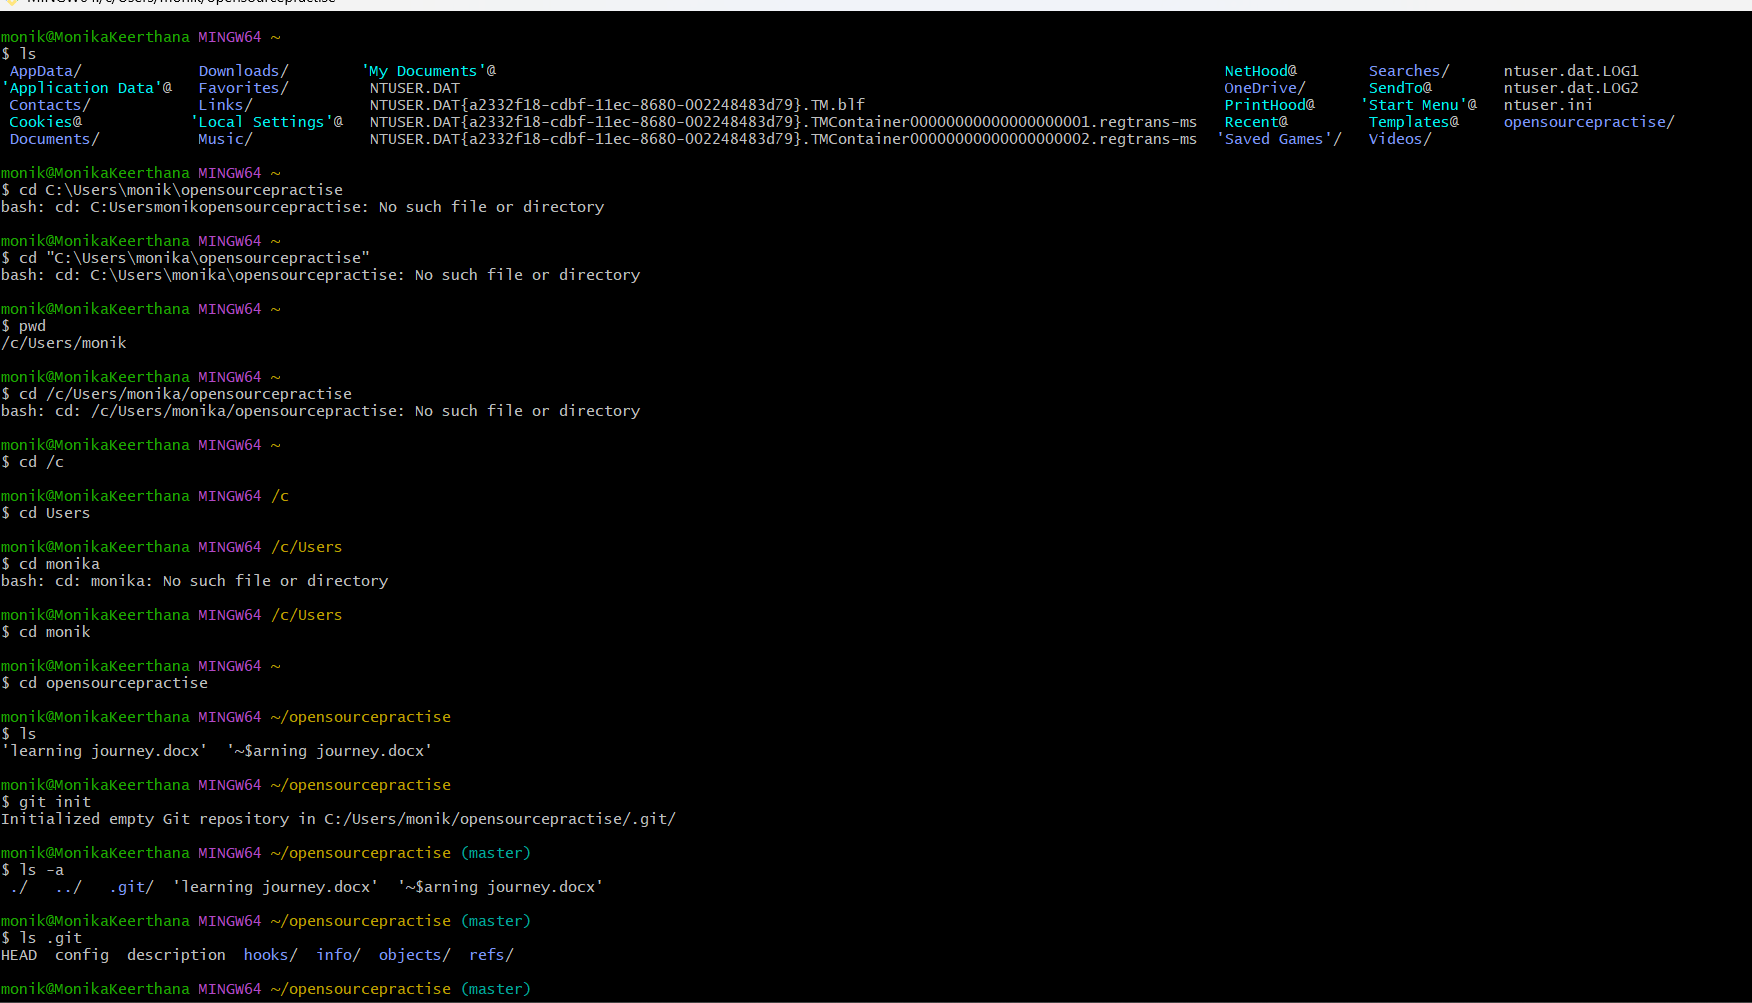 monik@MonikaKeerthana MINGW64 ~
$ ls
AppData/ Downloads/ 'My Documents'@ NetHood@ Searches/ ntuser.dat.LOG1
'Application Data'@ Favorites/ NTUSER.DAT OneDrive/ SendTo@ ntuser.dat.LOG2
Contacts/ Links/ NTUSER.DAT{a2332f18-cdbf-11ec-8680-002248483d79}.TM.blf PrintHood@ 'Start Menu'@ ntuser.ini
Cookies@ 'Local Settings'@ NTUSER.DAT{a2332f18-cdbf-11ec-8680-002248483d79}.TMContainer00000000000000000001.regtrans-ms Recent@ Templates@ opensourcepractise/
Documents/ Music/ NTUSER.DAT{a2332f18-cdbf-11ec-8680-002248483d79}.TMContainer00000000000000000002.regtrans-ms 'Saved Games'/ Videos/
monik@MonikaKeerthana MINGW64 ~
$ cd C:\Users\monik\opensourcepractise
bash: cd: C:Usersmonikopensourcepractise: No such file or directory
monik@MonikaKeerthana MINGW64 ~
$ cd "C:\Users\monika\opensourcepractise"
bash: cd: C:\Users\monika\opensourcepractise: No such file or directory
monik@MonikaKeerthana MINGW64 ~
$ pwd
/c/Users/monik
monik@MonikaKeerthana MINGW64 ~
$ cd /c/Users/monika/opensourcepractise
bash: cd: /c/Users/monika/opensourcepractise: No such file or directory
monik@MonikaKeerthana MINGW64 ~
$ cd /c
monik@MonikaKeerthana MINGW64 /c
$ cd Users
monik@MonikaKeerthana MINGW64 /c/Users
$ cd monika
bash: cd: monika: No such file or directory
monik@MonikaKeerthana MINGW64 /c/Users
$ cd monik
monik@MonikaKeerthana MINGW64 ~
$ cd opensourcepractise
monik@MonikaKeerthana MINGW64 ~/opensourcepractise
$ ls
'learning journey.docx' '~$arning journey.docx'
monik@MonikaKeerthana MINGW64 ~/opensourcepractise
$ git init
Initialized empty Git repository in C:/Users/monik/opensourcepractise/.git/
monik@MonikaKeerthana MINGW64 ~/opensourcepractise (master)
$ ls -a
./ ../ .git/ 'learning journey.docx' '~$arning journey.docx'
monik@MonikaKeerthana MINGW64 ~/opensourcepractise (master)
$ ls .git
HEAD config description hooks/ info/ objects/ refs/
monik@MonikaKeerthana MINGW64 ~/opensourcepractise (master)